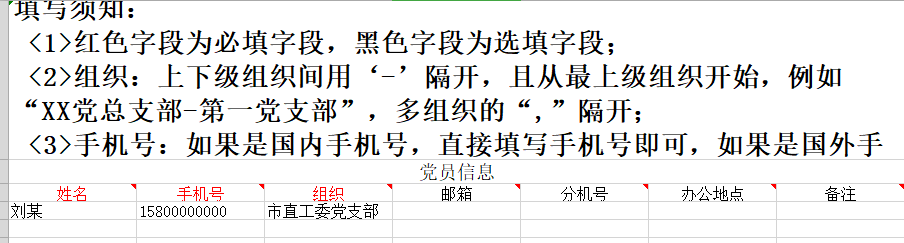 填写须知：
<1>红色字段为必填字段，黑色字段为选填字段；
<2>组织：上下级组织间用‘-’隔开，且从最上级组织开始，例如
“XX党总支部-第一党支部”，多组织的“,”隔开；
<3>手机号：如果是国内手机号，直接填写手机号即可，如果是国外手
党员信息
姓名 手机号 组织 邮箱 分机号 办公地点 备注
刘某 15800000000 市直工委党支部